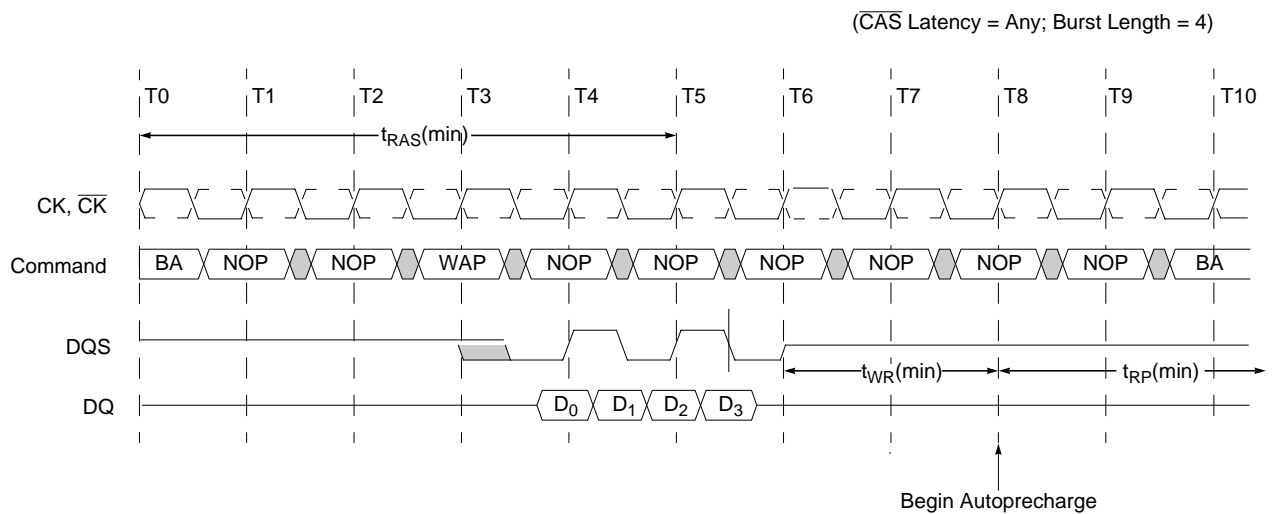 (CAS Latency = Any; Burst Length = 4)
T0 T1 T2 T3 T4 T5 T6 T7 T8 T9 T10
tRAS(min)
CK, CK
Command BA NOP NOP WAP NOP NOP NOP NOP NOP NOP BA
DQS
tWR(min) tRP(min)
DQ D0 D1 D2 D3
Begin Autoprecharge